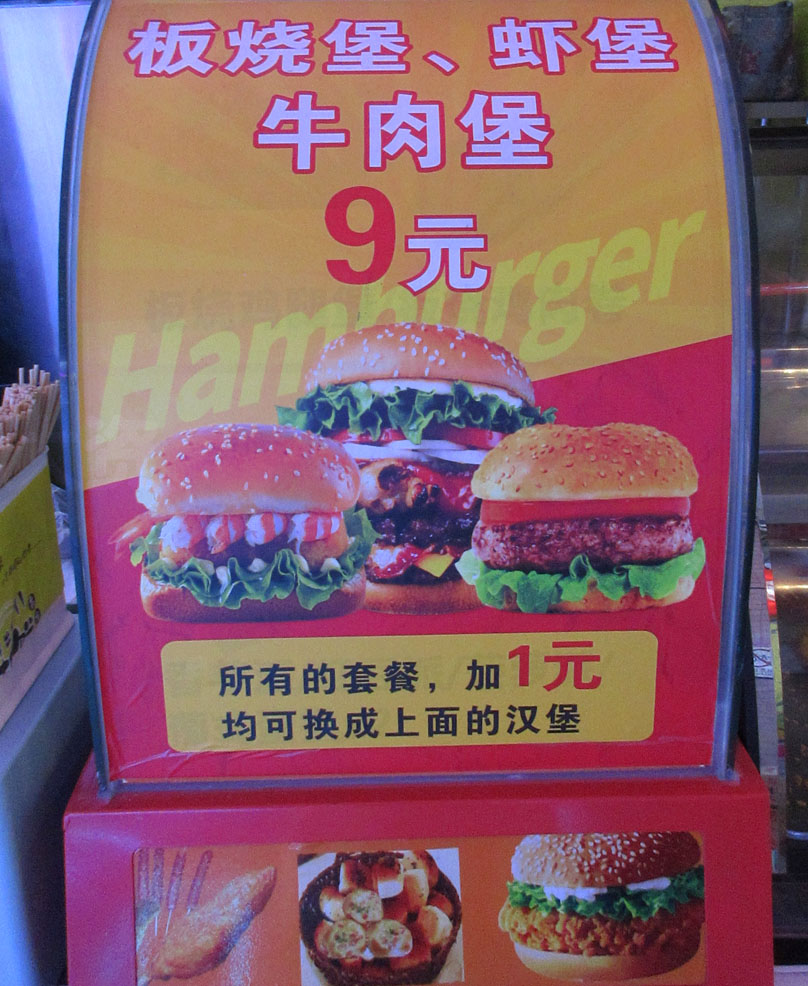 板烧堡、虾堡
牛肉堡
9元
Hamburger
所有的套餐，加1元
均可换成上面的汉堡